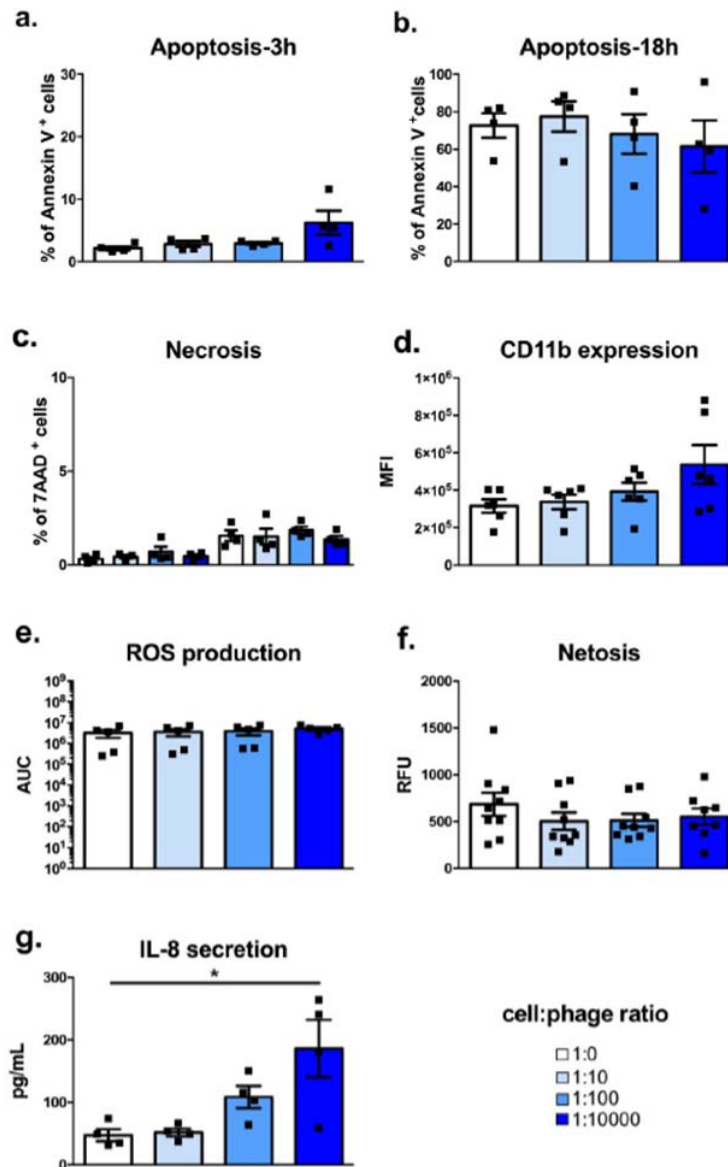 a.
Apoptosis-3h
% of Annexin V⁺ cells
30
20
10
0
b.
Apoptosis-18h
% of Annexin V ⁺cells
100
80
60
40
20
0
c.
Necrosis
% of 7AAD ⁺ cells
10
5
0
d.
CD11b expression
MFI
1×10⁶
8×10⁵
6×10⁵
4×10⁵
2×10⁵
0
e.
ROS production
AUC
10⁹
10⁸
10⁷
10⁶
10⁵
10⁴
10³
10²
10¹
10⁰
f.
Netosis
RFU
2000
1500
1000
500
0
g.
IL-8 secretion
*
pg/mL
300
200
100
0
cell:phage ratio
1:0
1:10
1:100
1:10000